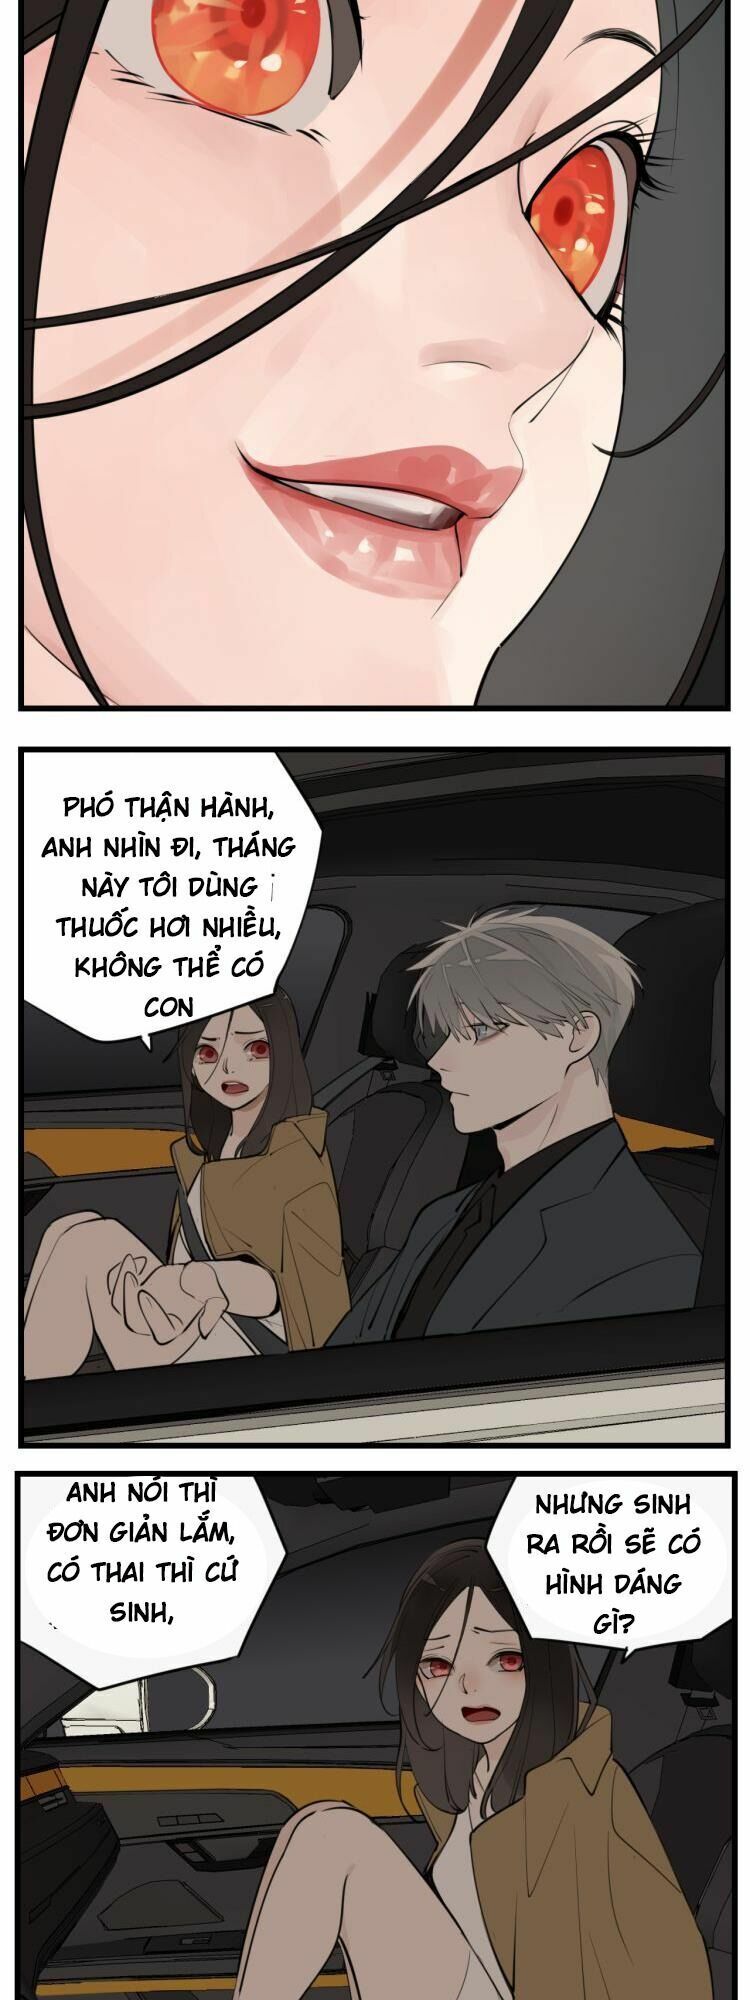 PHÓ THẬN HÀNH,
ANH NHÌN ĐI, THÁNG
NÀY TÔI DÙNG
THUỐC HƠI NHIỀU,
KHÔNG THỂ CÓ
CON
ANH NÓI THÌ
ĐƠN GIẢN LẮM,
CÓ THAI THÌ CỨ
SINH,
NHƯNG SINH
RA RỒI SẼ CÓ
HÌNH DÁNG
GÌ?